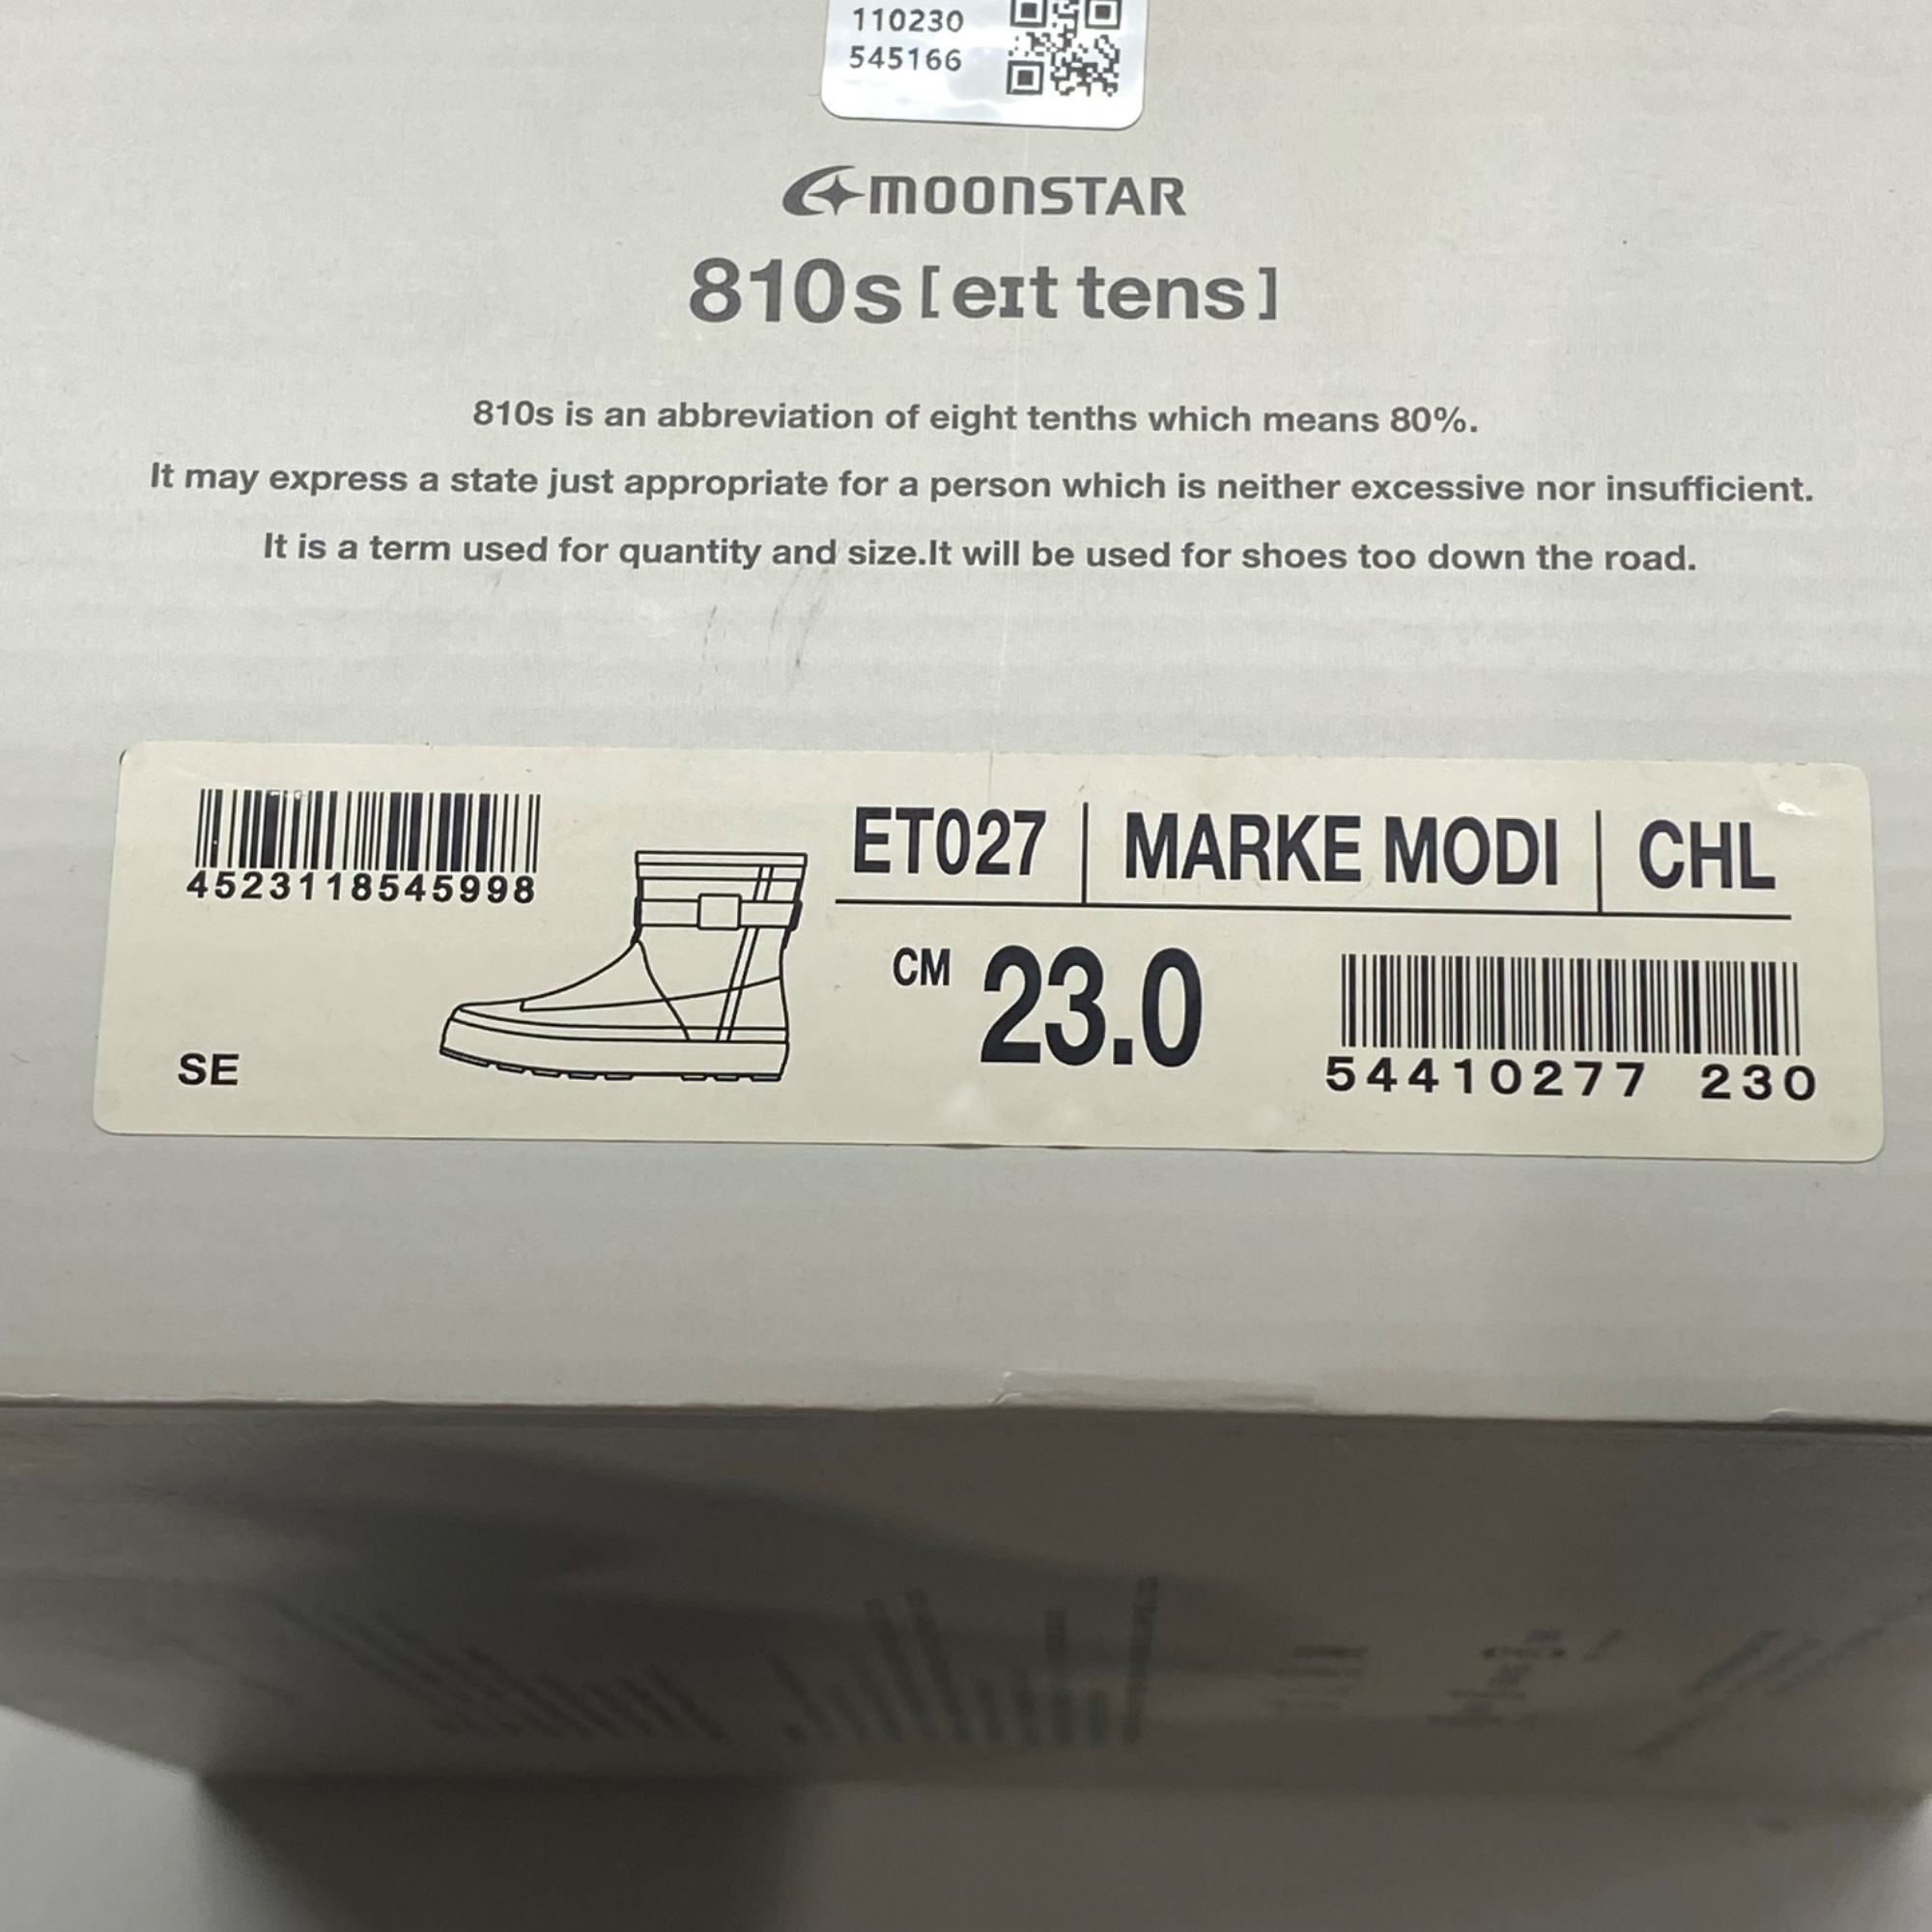 110230
545166
MOONSTAR
810s [eɪt tens]
810s is an abbreviation of eight tenths which means 80%.
It may express a state just appropriate for a person which is neither excessive nor insufficient.
It is a term used for quantity and size.It will be used for shoes too down the road.
4523118545998
SE
ET027 | MARKE MODI | CHL
CM 23.0
54410277 230